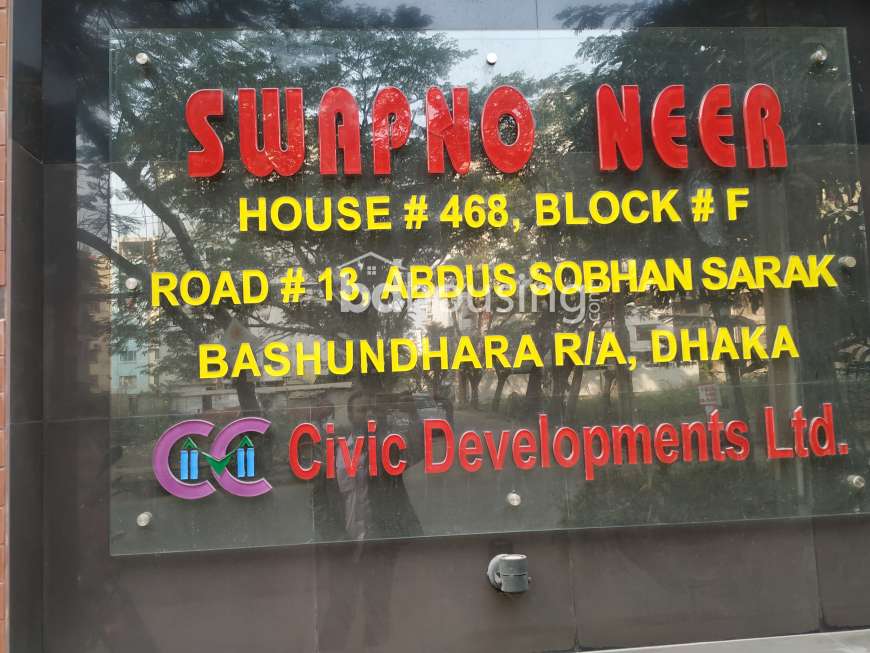 SWAPNO NEER
HOUSE # 468, BLOCK # F
ROAD # 13, ABDUS SOBHAN SARAK
BASHUNDHARA R/A, DHAKA
Civic Developments Ltd.